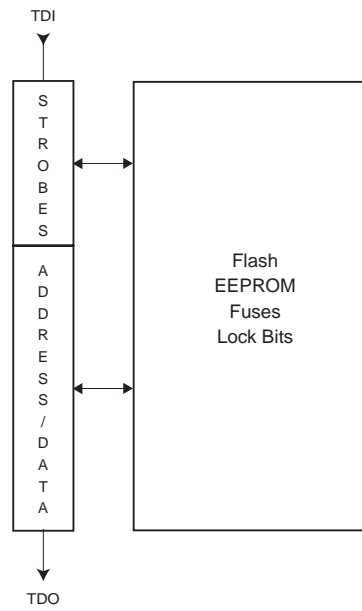 TDI
STROBES
ADDRESS/DATA
Flash
EEPROM
Fuses
Lock Bits
TDO